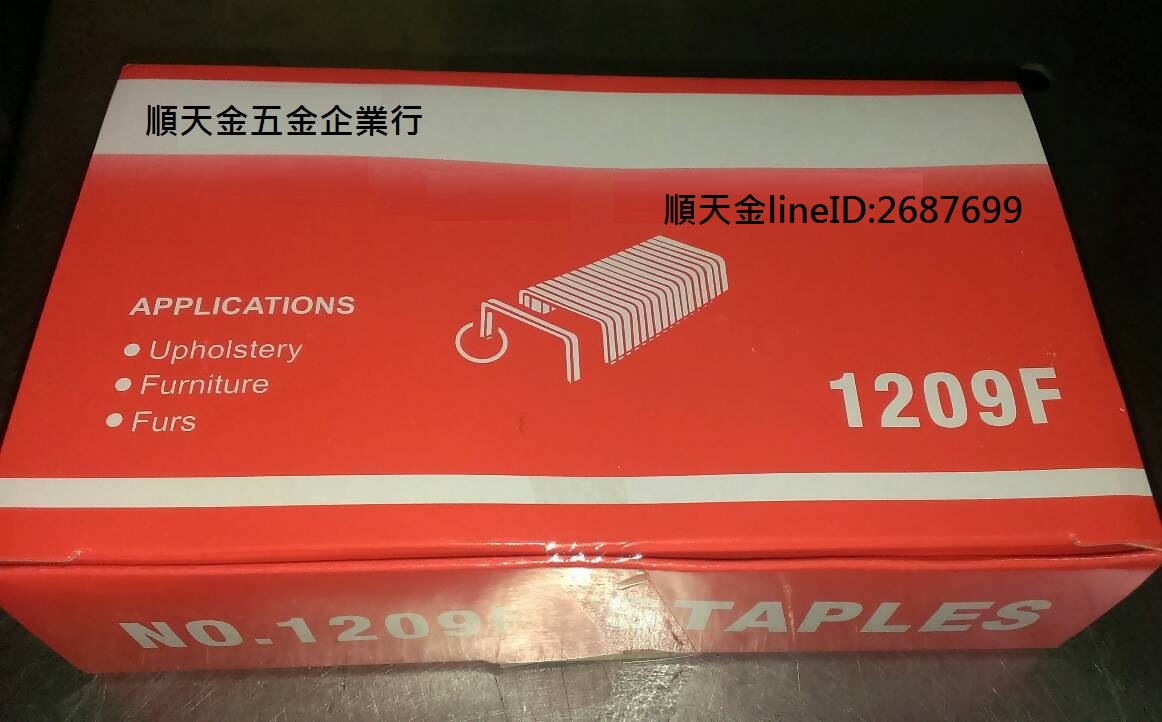 順天金五金企業行
順天金lineID:2687699
APPLICATIONS
● Upholstery
● Furniture
● Furs
1209F
NO.1209F STAPLES